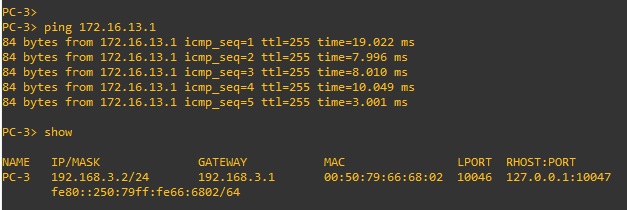 PC-3>
PC-3> ping 172.16.13.1
84 bytes from 172.16.13.1 icmp_seq=1 ttl=255 time=19.022 ms
84 bytes from 172.16.13.1 icmp_seq=2 ttl=255 time=7.996 ms
84 bytes from 172.16.13.1 icmp_seq=3 ttl=255 time=8.010 ms
84 bytes from 172.16.13.1 icmp_seq=4 ttl=255 time=10.049 ms
84 bytes from 172.16.13.1 icmp_seq=5 ttl=255 time=3.001 ms
PC-3> show
NAME IP/MASK GATEWAY MAC LPORT RHOST:PORT
PC-3 192.168.3.2/24 192.168.3.1 00:50:79:66:68:02 10046 127.0.0.1:10047
fe80::250:79ff:fe66:6802/64